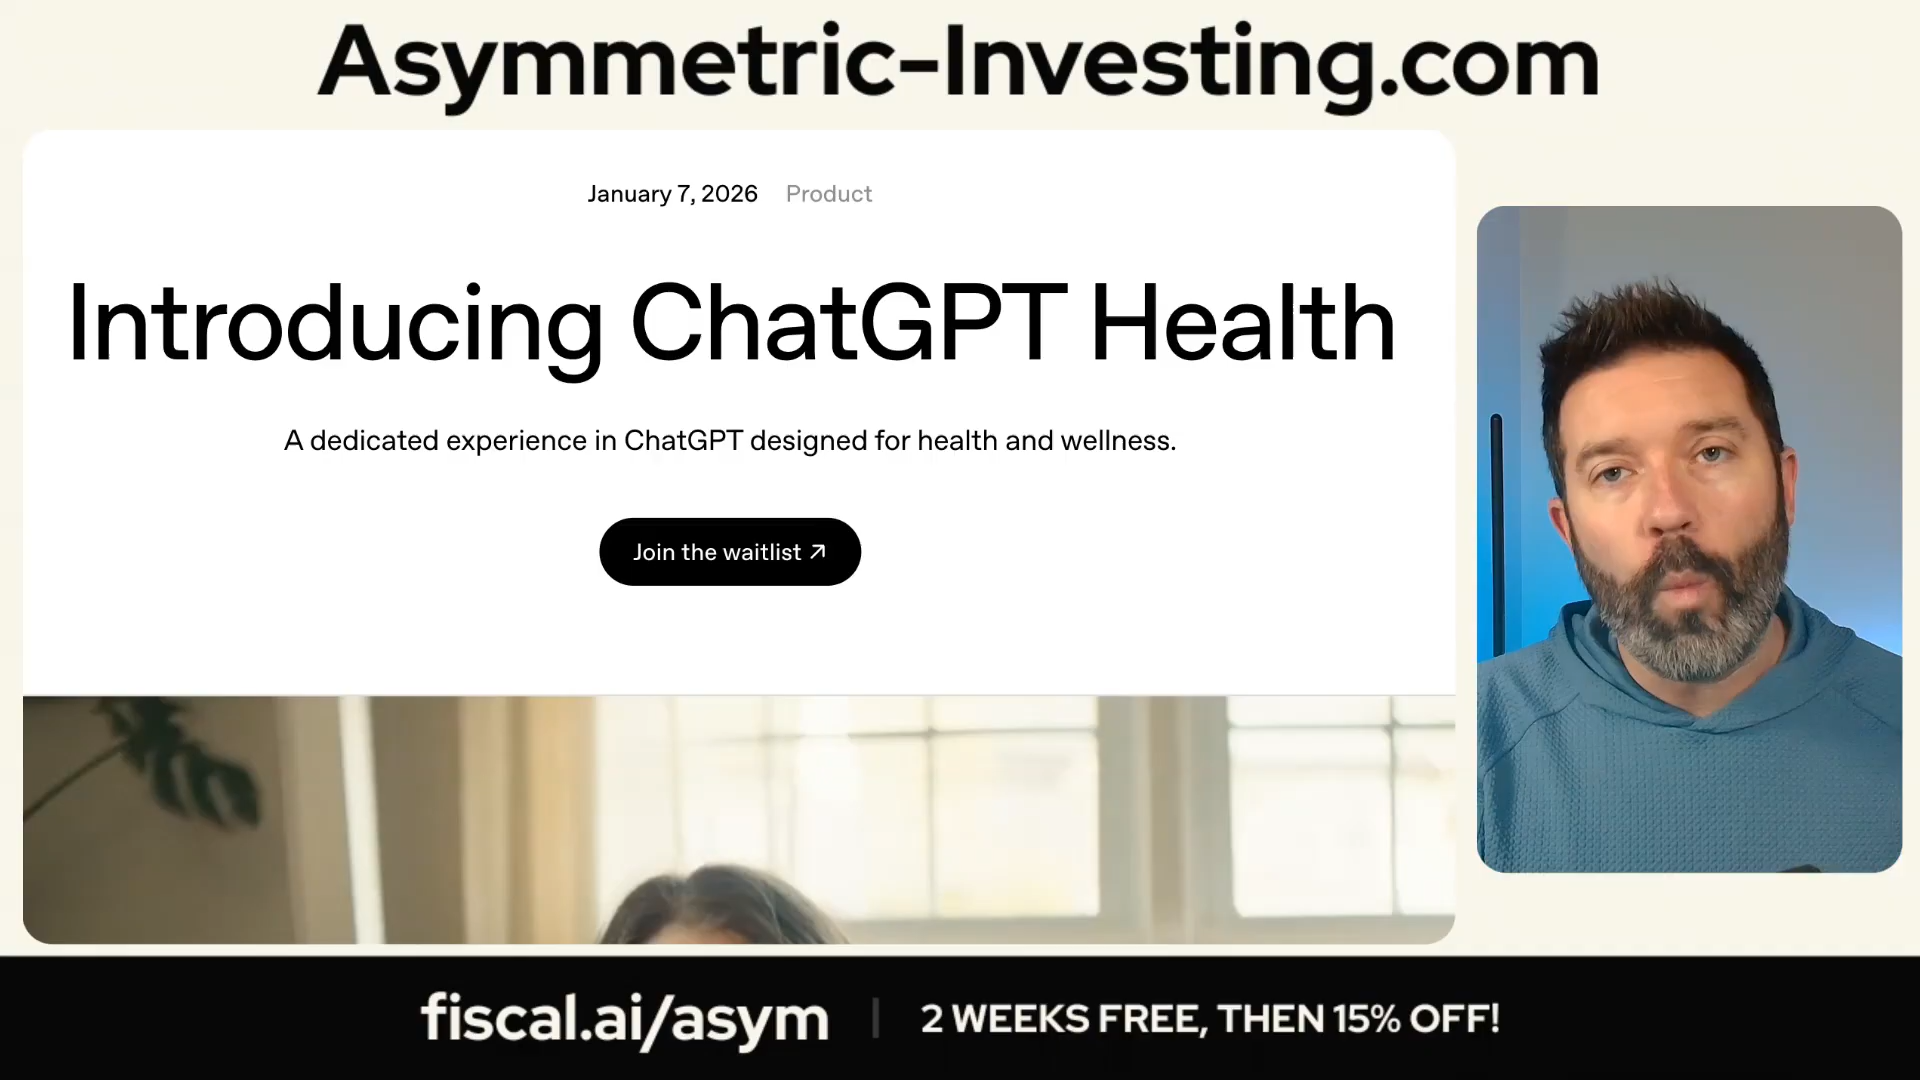 Asymmetric-Investing.com
January 7, 2026 Product
Introducing ChatGPT Health
A dedicated experience in ChatGPT designed for health and wellness.
Join the waitlist ↗
fiscal.ai/asym | 2 WEEKS FREE, THEN 15% OFF!